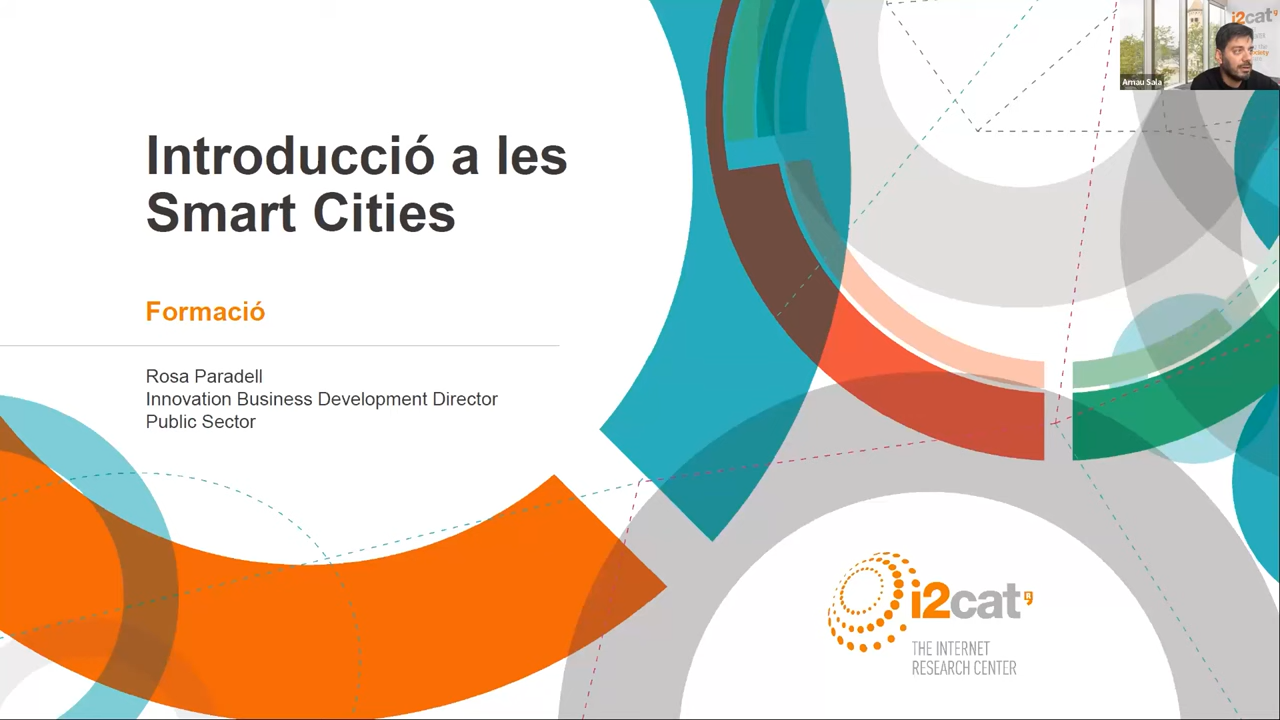 Introducció a les
Smart Cities
Formació
Rosa Paradell
Innovation Business Development Director
Public Sector
i2cat
Arnau Sala
i2cat
THE INTERNET
RESEARCH CENTER